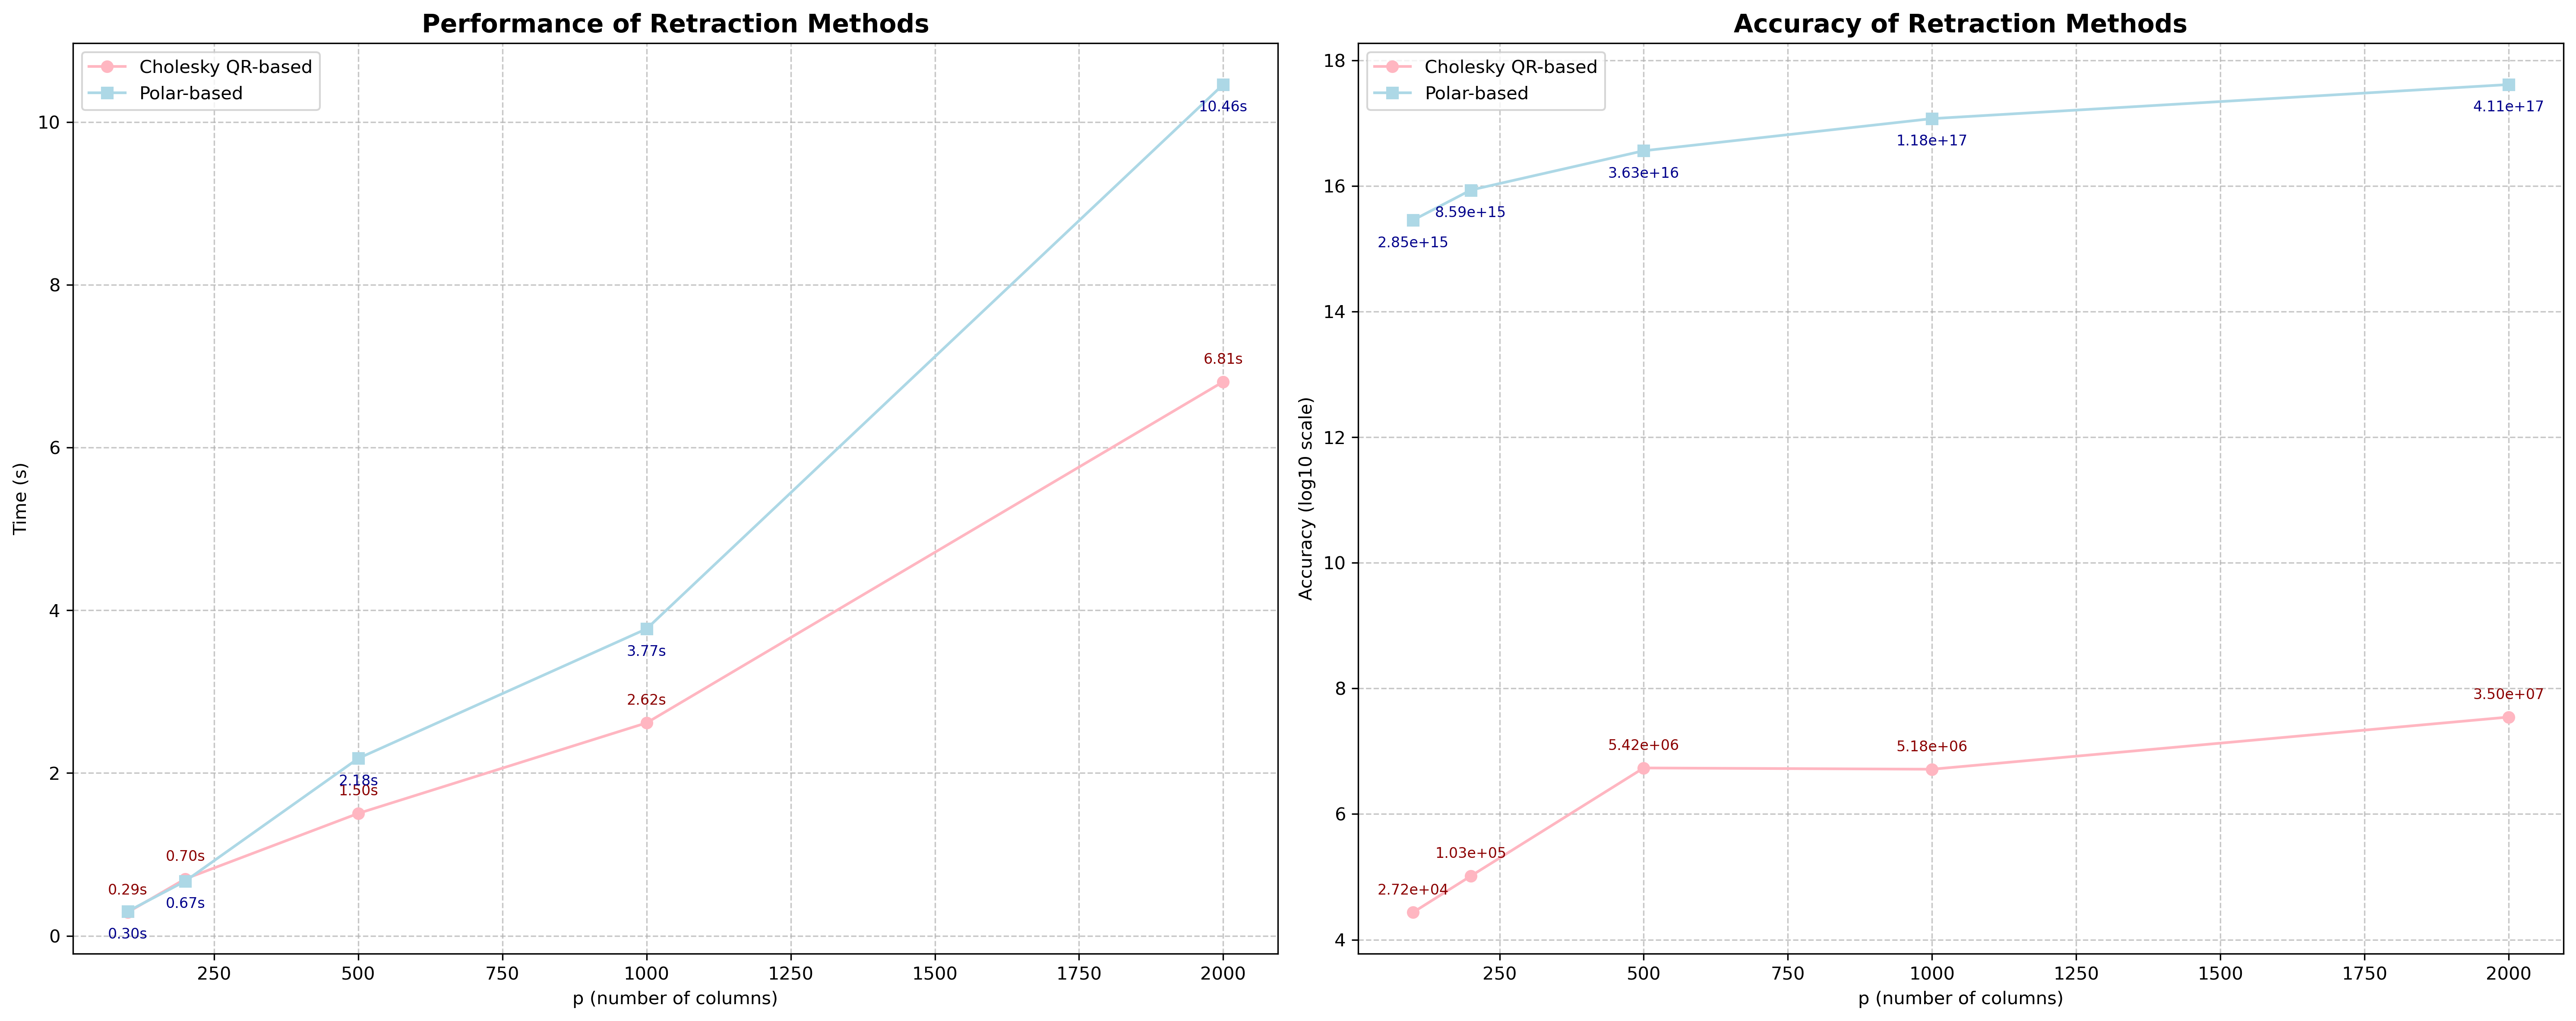 Performance of Retraction Methods
Cholesky QR-based
Polar-based
Time (s)
10
8
6
4
2
0
10.46s
6.81s
3.77s
2.62s
2.18s
1.50s
0.70s
0.29s
0.67s
0.30s
250 500 750 1000 1250 1500 1750 2000
p (number of columns)
Accuracy of Retraction Methods
Cholesky QR-based
Polar-based
Accuracy (log10 scale)
18
16
14
12
10
8
6
4
4.11e+17
1.18e+17
3.63e+16
8.59e+15
2.85e+15
3.50e+07
5.42e+06
5.18e+06
1.03e+05
2.72e+04
250 500 750 1000 1250 1500 1750 2000
p (number of columns)